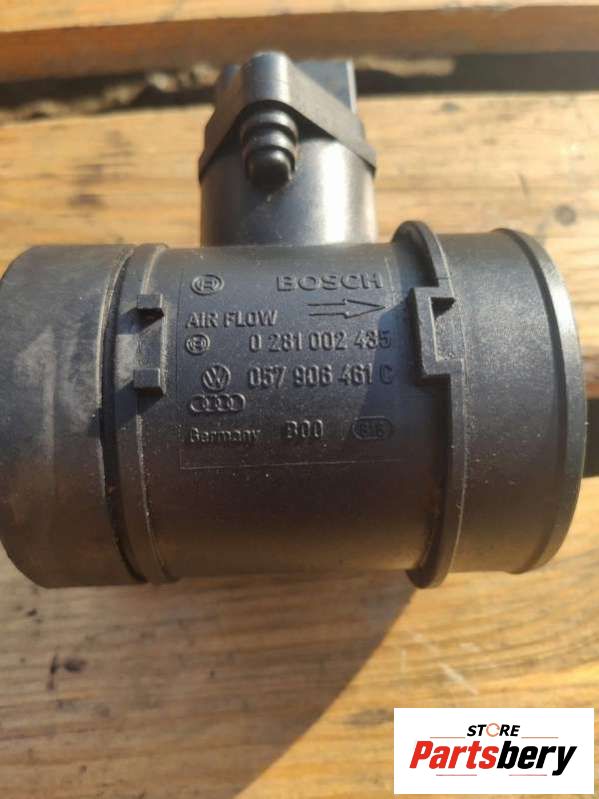 BOSCH
AIR FLOW
0 281 002 435
057 906 461 C
Germany B00
STORE
Partsbery